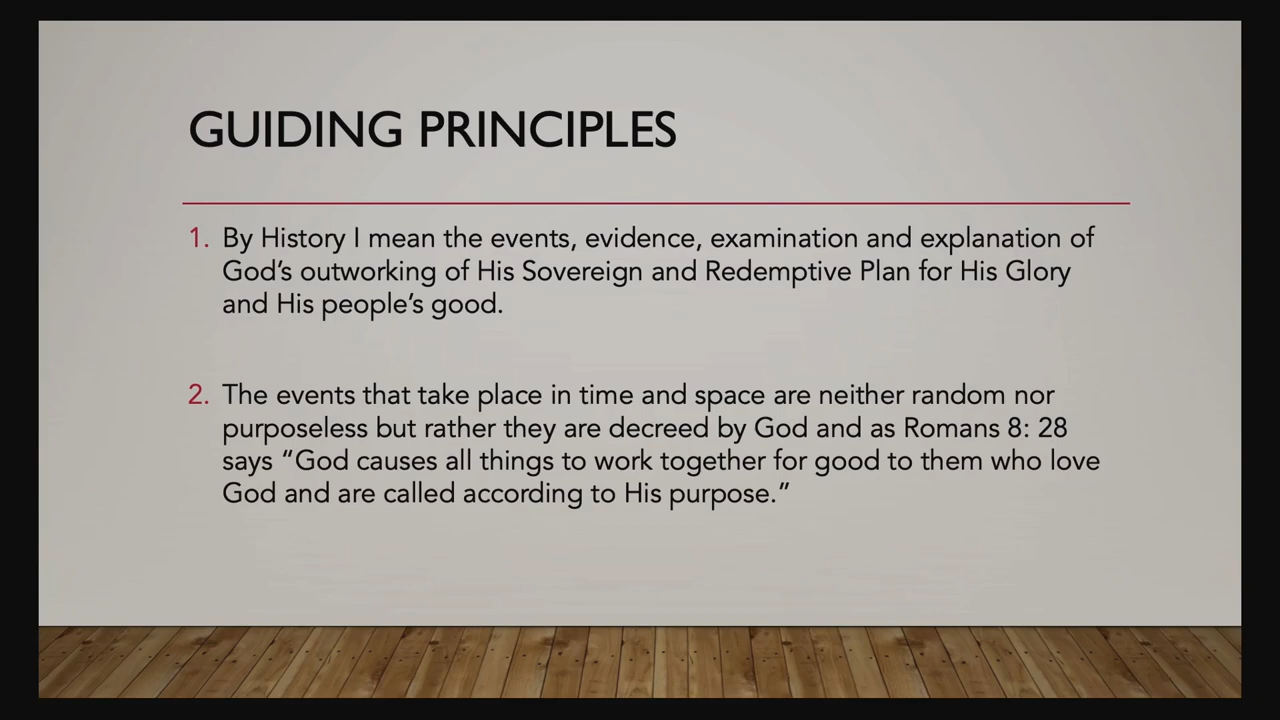 GUIDING PRINCIPLES
1. By History I mean the events, evidence, examination and explanation of
God’s outworking of His Sovereign and Redemptive Plan for His Glory
and His people’s good.
2. The events that take place in time and space are neither random nor
purposeless but rather they are decreed by God and as Romans 8: 28
says “God causes all things to work together for good to them who love
God and are called according to His purpose.”